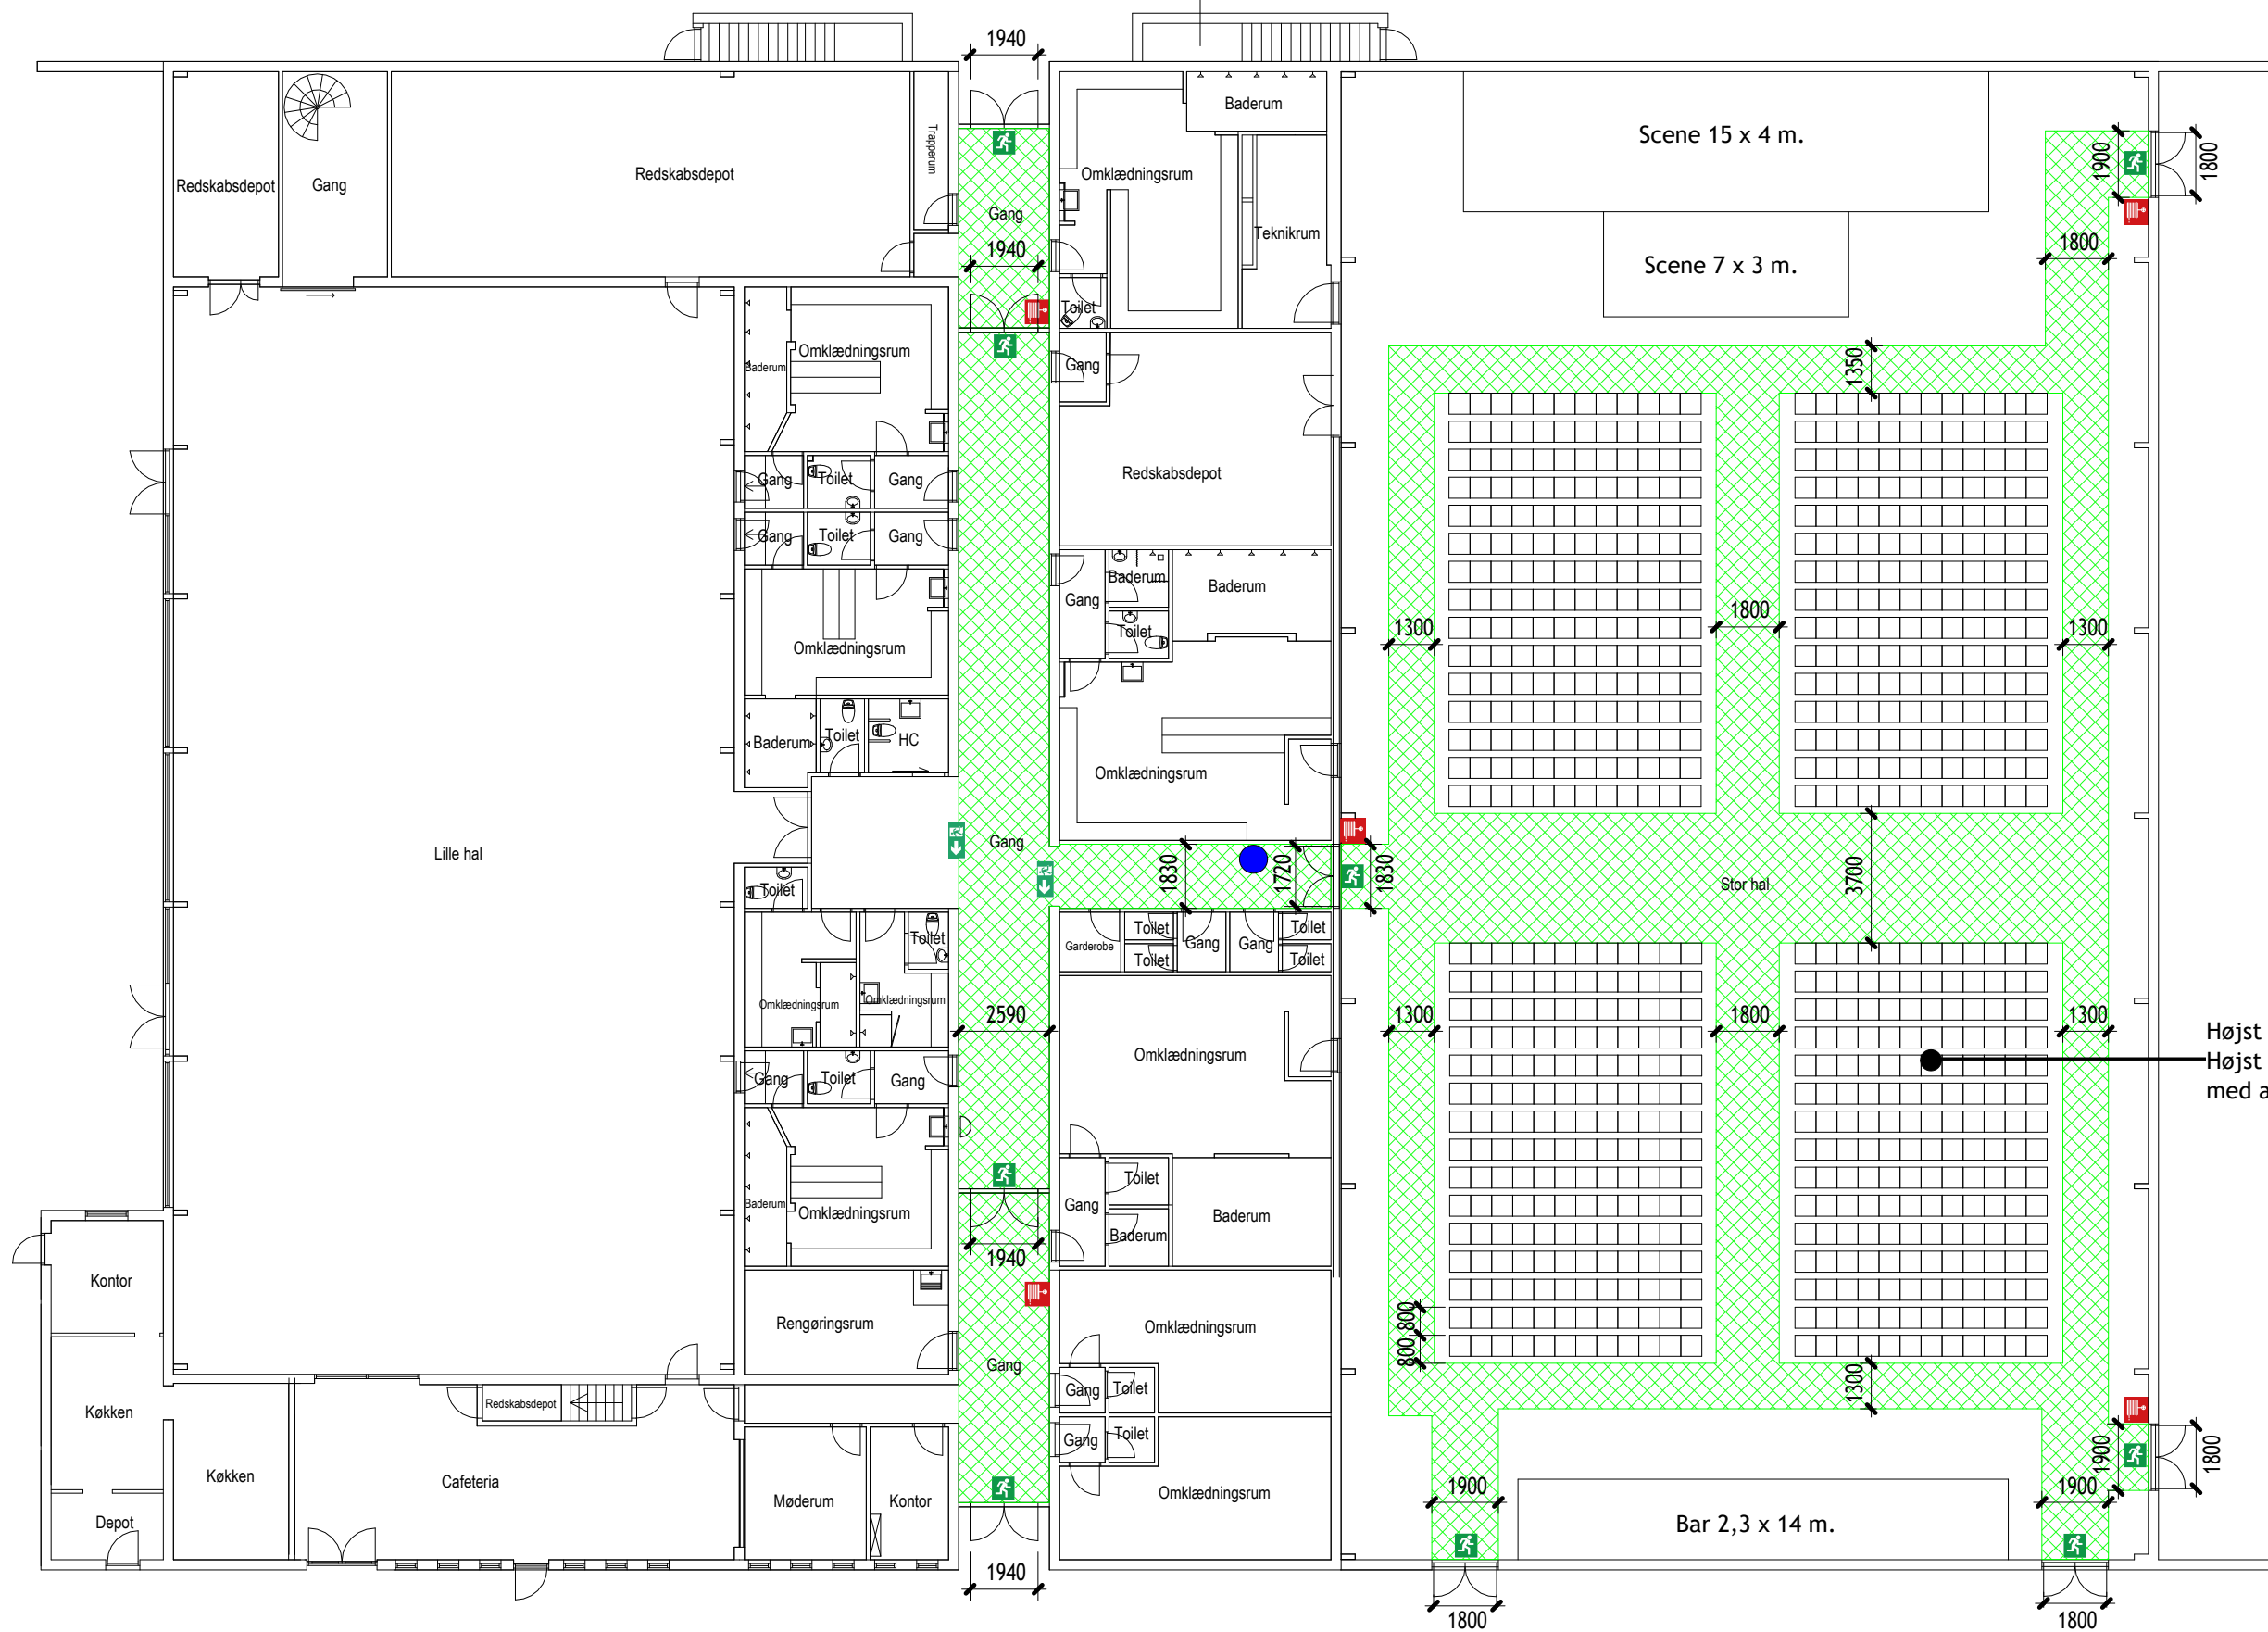 1940
Baderum
Scene 15 x 4 m.
Trapperum
1900
1800
Omklædningsrum
Redskabsdepot
Redskabsdepot
Gang
Gang
Teknikrum
1940
1800
Scene 7 x 3 m.
Toilet
Omklædningsrum
Baderum
Gang
1350
Gang
Toilet
Gang
Redskabsdepot
Gang
Toilet
Gang
Baderum
Baderum
Gang
Toilet
1300
1800
1300
Omklædningsrum
Baderum
Toilet
HC
Omklædningsrum
Lille hal
Gang
1830
1720
1830
3700
Stor hal
Toilet
Toilet
Toilet
Gang
Gang
Toilet
Toilet
Garderobe
Toilet
Omklædningsrum
Omklædningsrum
2590
1300
1800
1300
Højst
Højst
med a
Omklædningsrum
Gang
Toilet
Gang
Toilet
Gang
Baderum
Omklædningsrum
Baderum
Baderum
1940
Kontor
Rengøringsrum
Omklædningsrum
800
800
Gang
1300
Gang
Toilet
Redskabsdepot
Køkken
Gang
Toilet
1900
1800
Køkken
Cafeteria
Møderum
Kontor
Omklædningsrum
1900
1900
Depot
Bar 2,3 x 14 m.
1940
1800
1800